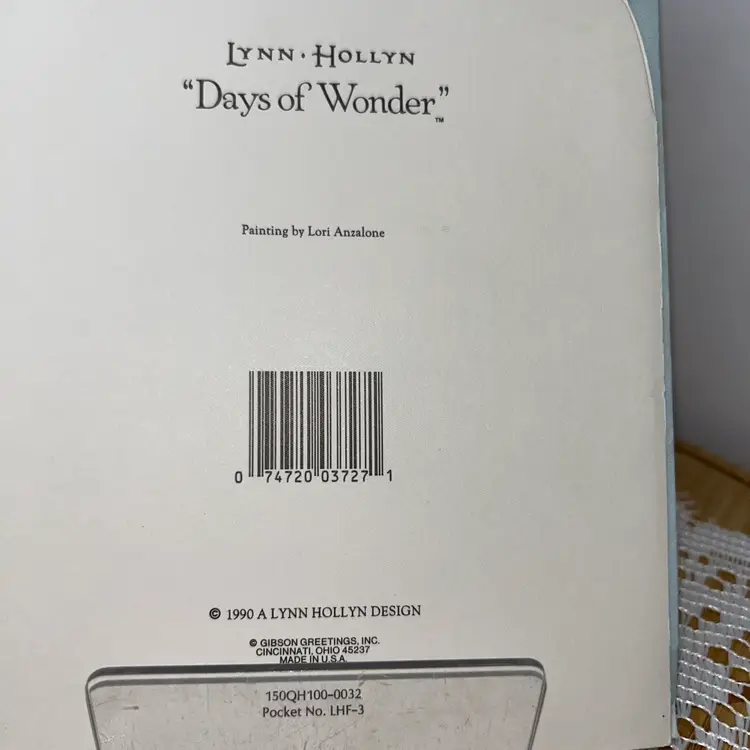 LYNN · HOLLYN
“Days of Wonder”™
Painting by Lori Anzalone
0 74720 03727 1
© 1990 A LYNN HOLLYN DESIGN
© GIBSON GREETINGS, INC.
CINCINNATI, OHIO 45237
MADE IN U.S.A.
150QH100-0032
Pocket No. LHF-3